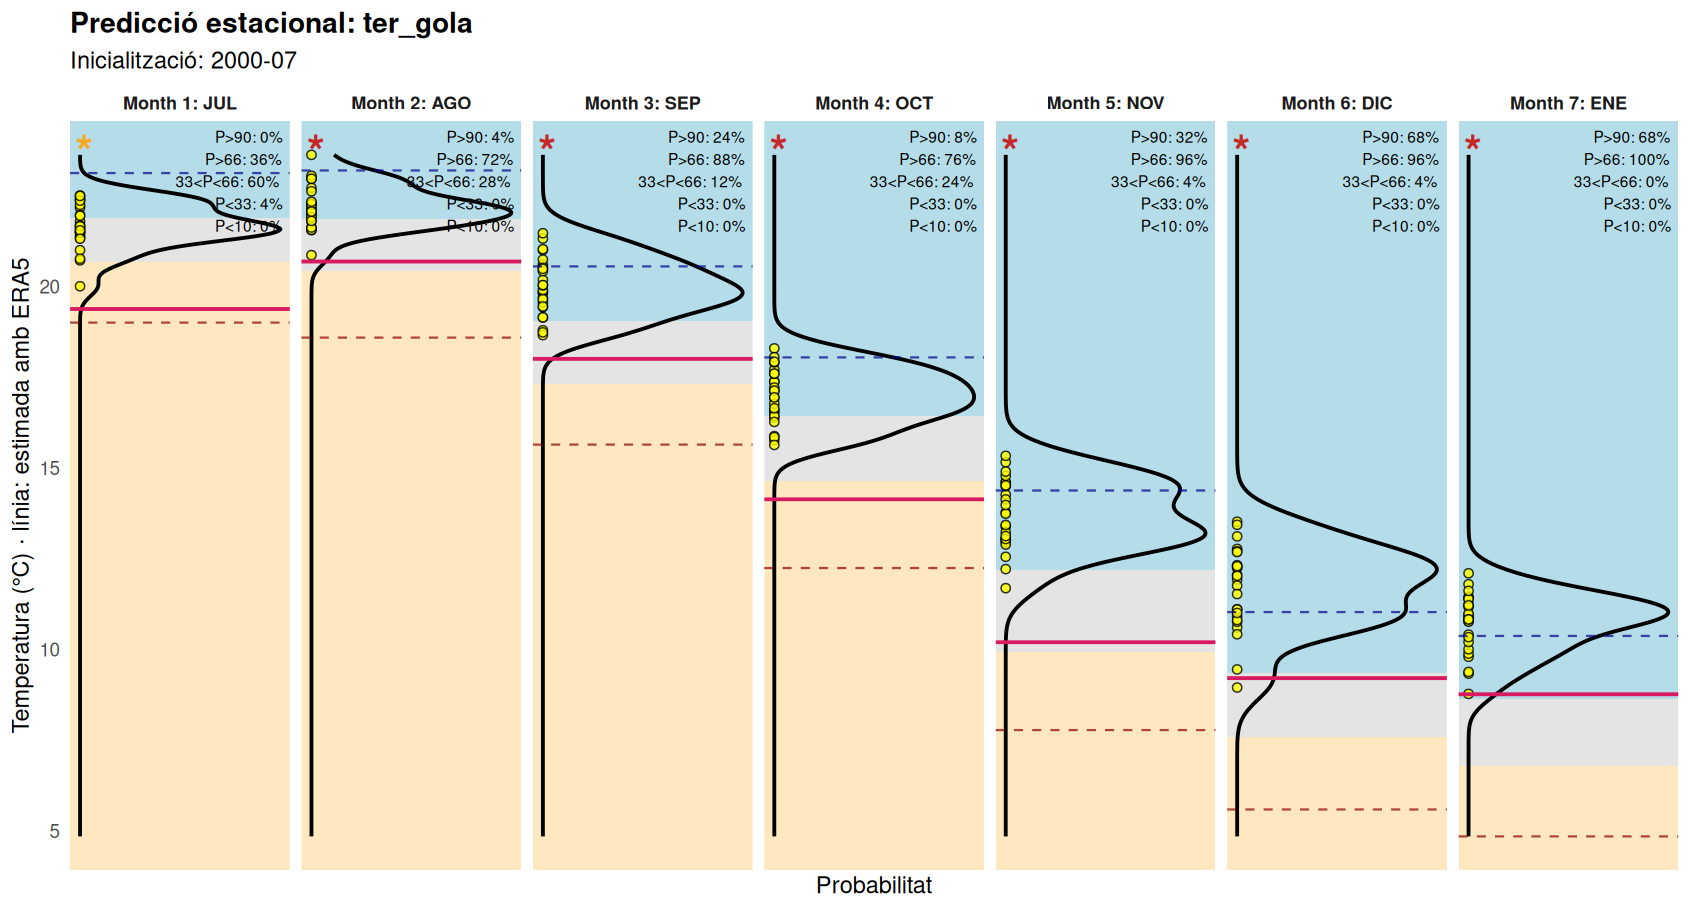 Predicció estacional: ter_gola
Inicialització: 2000-07
Month 1: JUL
Month 2: AGO
Month 3: SEP
Month 4: OCT
Month 5: NOV
Month 6: DIC
Month 7: ENE
*
P>90: 0%
P>66: 36%
33<P<66: 60%
P<33: 4%
P<10: 0%
*
P>90: 4%
P>66: 72%
33<P<66: 28%
P<33: 0%
P<10: 0%
*
P>90: 24%
P>66: 88%
33<P<66: 12%
P<33: 0%
P<10: 0%
*
P>90: 8%
P>66: 76%
33<P<66: 24%
P<33: 0%
P<10: 0%
*
P>90: 32%
P>66: 96%
33<P<66: 4%
P<33: 0%
P<10: 0%
*
P>90: 68%
P>66: 96%
33<P<66: 4%
P<33: 0%
P<10: 0%
*
P>90: 68%
P>66: 100%
33<P<66: 0%
P<33: 0%
P<10: 0%
Temperatura (°C) · línia: estimada amb ERA5
20
15
10
5
Probabilitat